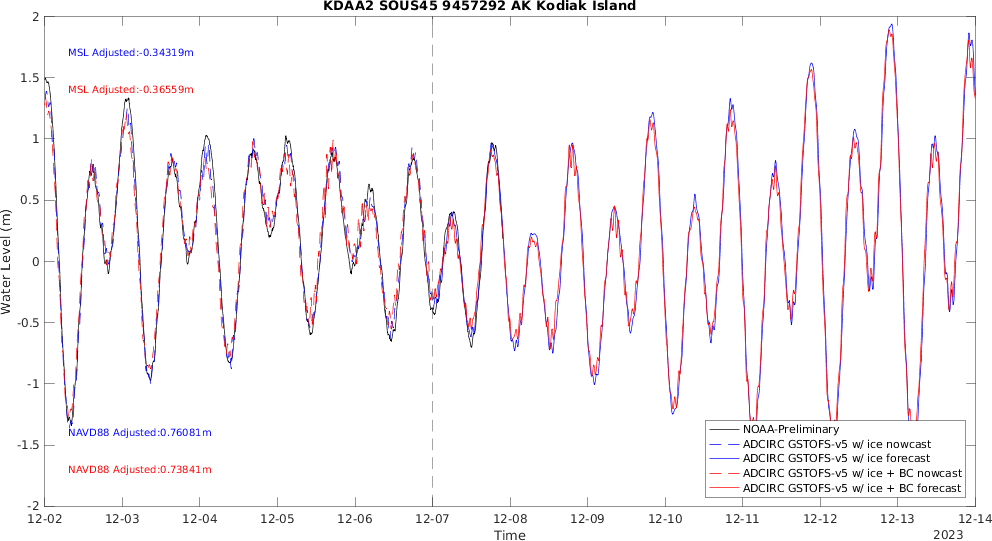 KDAA2 SOUS45 9457292 AK Kodiak Island
2
1.5
1
0.5
0
-0.5
-1
-1.5
-2
Water Level (m)
MSL Adjusted:-0.34319m
MSL Adjusted:-0.36559m
NAVD88 Adjusted:0.76081m
NAVD88 Adjusted:0.73841m
NOAA-Preliminary
ADCIRC GSTOFS-v5 w/ ice nowcast
ADCIRC GSTOFS-v5 w/ ice forecast
ADCIRC GSTOFS-v5 w/ ice + BC nowcast
ADCIRC GSTOFS-v5 w/ ice + BC forecast
12-02 12-03 12-04 12-05 12-06 12-07 12-08 12-09 12-10 12-11 12-12 12-13 12-14
Time
2023